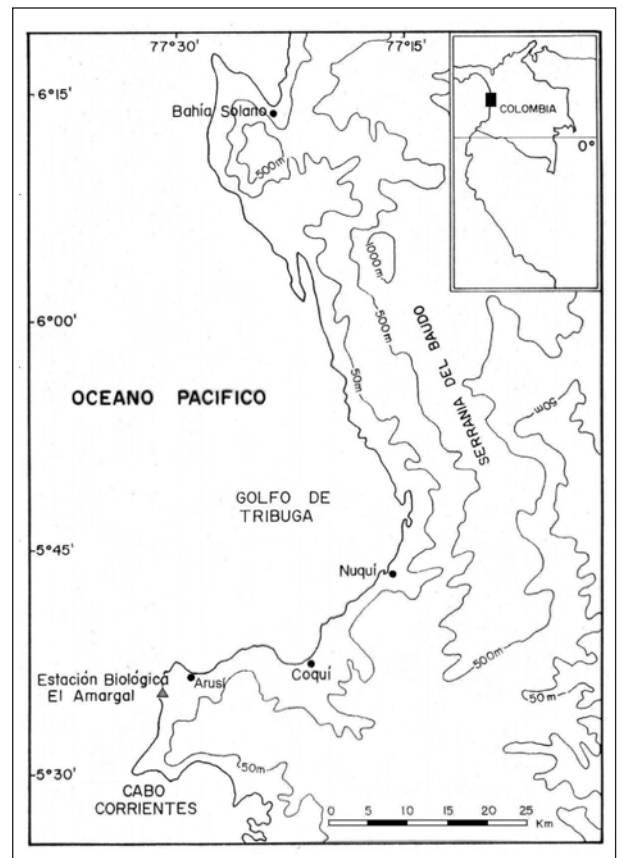 77°30' 77°15'
6°15'
Bahía Solano
COLOMBIA
0°
500m
1000m
500m
6°00'
SERRANIA DEL BAUDO
50m
50m
OCEANO PACIFICO
GOLFO DE
TRIBUGA
5°45'
Nuquí
Coquí
500m
Estación Biológica
El Amargal
Arusí
50m
5°30'
CABO
CORRIENTES
0 5 10 15 20 25
Km